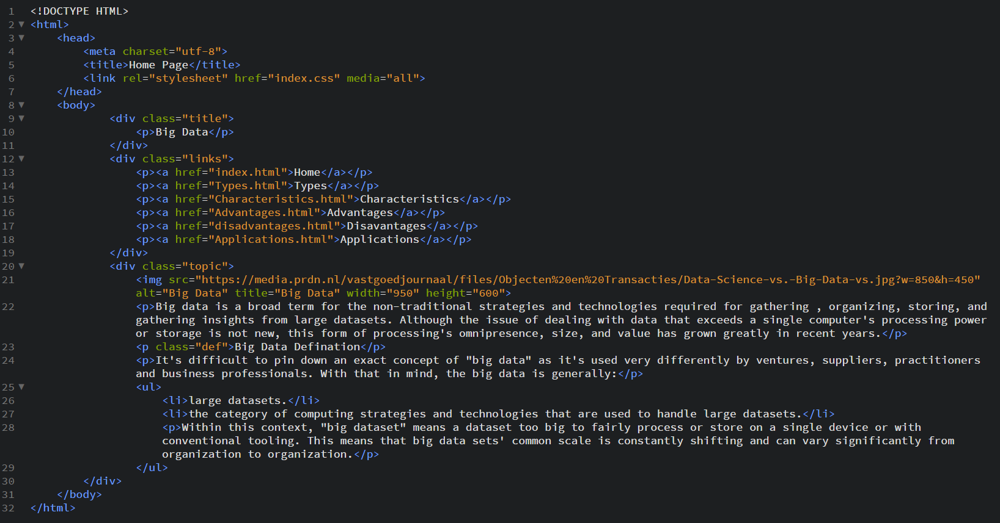 1 <!DOCTYPE HTML>
2 ▼ <html>
3 ▼ <head>
4 <meta charset="utf-8">
5 <title>Home Page</title>
6 <link rel="stylesheet" href="index.css" media="all">
7 </head>
8 ▼ <body>
9 ▼ <div class="title">
10 <p>Big Data</p>
11 </div>
12 ▼ <div class="links">
13 <p><a href="index.html">Home</a></p>
14 <p><a href="Types.html">Types</a></p>
15 <p><a href="Characteristics.html">Characteristics</a></p>
16 <p><a href="Advantages.html">Advantages</a></p>
17 <p><a href="disadvantages.html">Disavantages</a></p>
18 <p><a href="Applications.html">Applications</a></p>
19 </div>
20 ▼ <div class="topic">
21 <img src="https://media.prdn.nl/vastgoedjournaal/files/Objecten%20en%20Transacties/Data-Science-vs.-Big-Data-vs.jpg?w=850&h=450"
alt="Big Data" title="Big Data" width="950" height="600">
22 <p>Big data is a broad term for the non-traditional strategies and technologies required for gathering , organizing, storing, and
gathering insights from large datasets. Although the issue of dealing with data that exceeds a single computer's processing power
or storage is not new, this form of processing's omnipresence, size, and value has grown greatly in recent years.</p>
23 <p class="def">Big Data Defination</p>
24 <p>It's difficult to pin down an exact concept of "big data" as it's used very differently by ventures, suppliers, practitioners
and business professionals. With that in mind, the big data is generally:</p>
25 ▼ <ul>
26 <li>large datasets.</li>
27 <li>the category of computing strategies and technologies that are used to handle large datasets.</li>
28 <p>Within this context, "big dataset" means a dataset too big to fairly process or store on a single device or with
conventional tooling. This means that big data sets' common scale is constantly shifting and can vary significantly from
organization to organization.</p>
29 </ul>
30 </div>
31 </body>
32 </html>